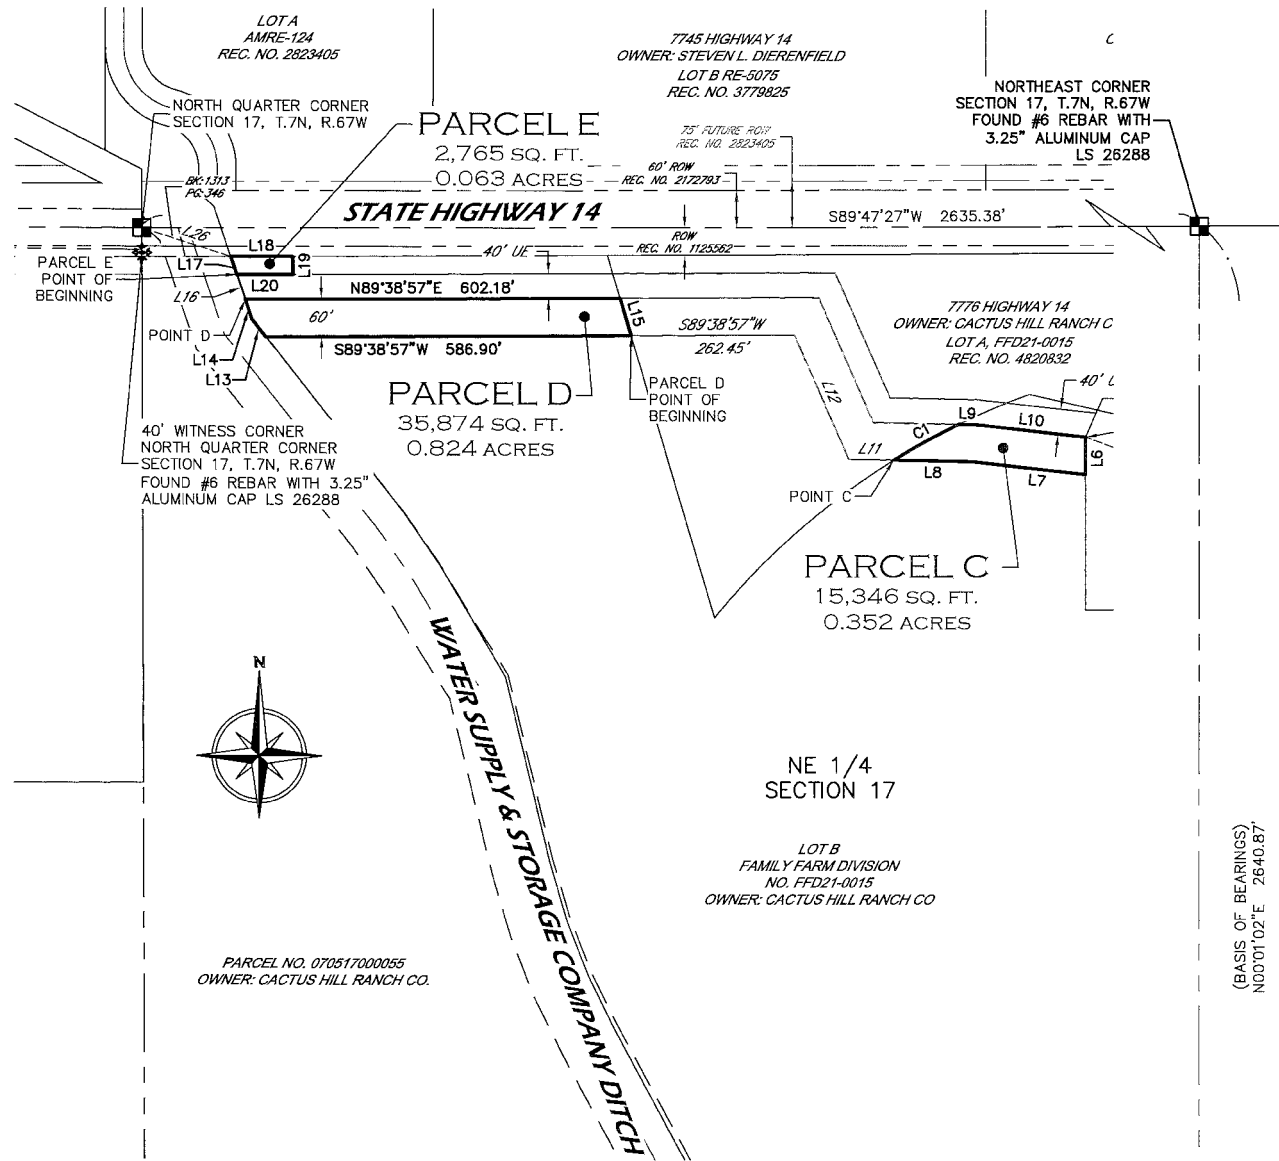 LOT A
AMRE-124
REC. NO. 2823405
7745 HIGHWAY 14
OWNER: STEVEN L. DIERENFIELD
LOT B RE-5075
REC. NO. 3779825
NORTHEAST CORNER
SECTION 17, T.7N, R.67W
FOUND #6 REBAR WITH
3.25" ALUMINUM CAP
LS 26288
NORTH QUARTER CORNER
SECTION 17, T.7N, R.67W
PARCEL E
2,765 SQ. FT.
0.063 ACRES
75' FUTURE ROW
REC. NO. 2823405
60' ROW
REC. NO. 2172793
BK:1313
PG:346
STATE HIGHWAY 14
S89°47'27"W 2635.38'
ROW
REC. NO. 1125562
40' UE
L26
L18
L19
L17
L20
L16
PARCEL E
POINT OF
BEGINNING
N89°38'57"E 602.18'
60'
L15
S89°38'57"W
262.45'
POINT D
S89°38'57"W 586.90'
L14
L13
7776 HIGHWAY 14
OWNER: CACTUS HILL RANCH C
LOT A, FFD21-0015
REC. NO. 4820832
PARCEL D
35,874 SQ. FT.
0.824 ACRES
PARCEL D
POINT OF
BEGINNING
L12
40' U
L9
L10
C1
L11
L6
L8
L7
POINT C
40' WITNESS CORNER
NORTH QUARTER CORNER
SECTION 17, T.7N, R.67W
FOUND #6 REBAR WITH 3.25"
ALUMINUM CAP LS 26288
PARCEL C
15,346 SQ. FT.
0.352 ACRES
N
WATER SUPPLY & STORAGE COMPANY DITCH
NE 1/4
SECTION 17
LOT B
FAMILY FARM DIVISION
NO. FFD21-0015
OWNER: CACTUS HILL RANCH CO
(BASIS OF BEARINGS)
N00°01'02"E 2640.87'
PARCEL NO. 070517000055
OWNER: CACTUS HILL RANCH CO.